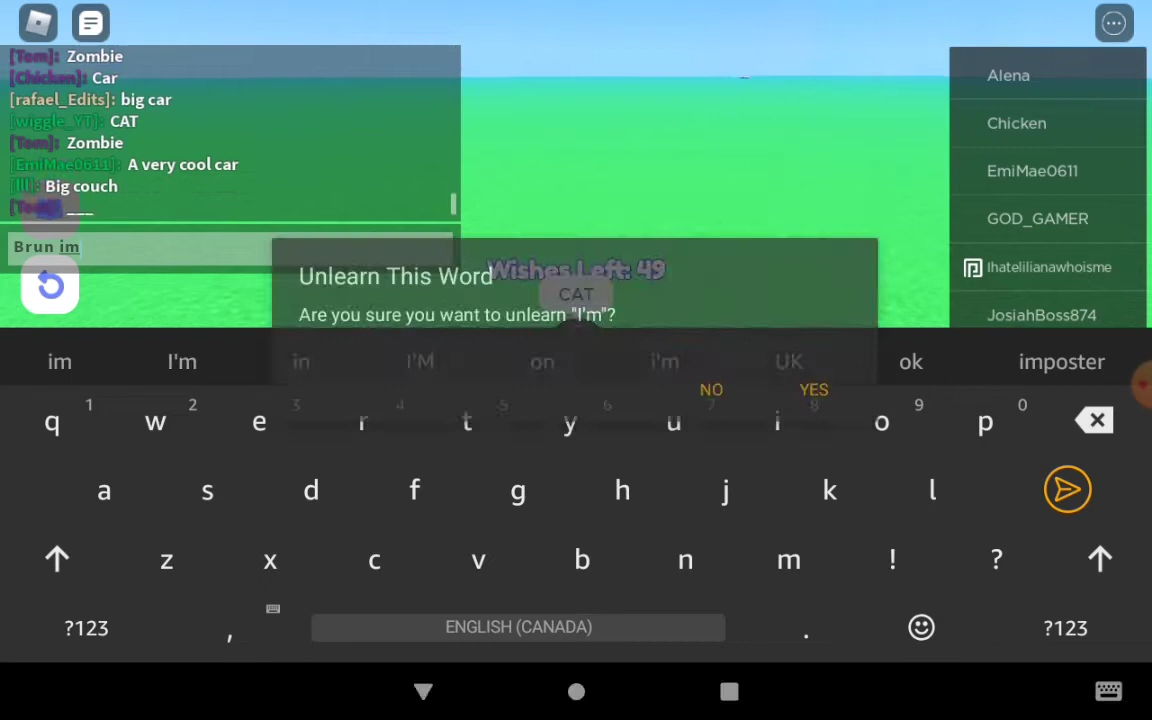 [Tom]: Zombie
[Chicken]: Car
[rafael_Edits]: big car
[wiggle_YT]: CAT
[Tom]: Zombie
[EmiMae0611]: A very cool car
[lll]: Big couch
[Tom]: ___
Brun im
Alena
Chicken
EmiMae0611
GOD_GAMER
Ihatelilianawhoisme
JosiahBoss874
Wishes Left: 49
CAT
Unlearn This Word
Are you sure you want to unlearn "I'm"?
NO YES
im I'm in I'M on i'm UK ok imposter
1 2 3 4 5 6 7 8 9 0
q w e r t y u i o p
a s d f g h j k l
z x c v b n m ! ?
?123 , ENGLISH (CANADA) . ?123